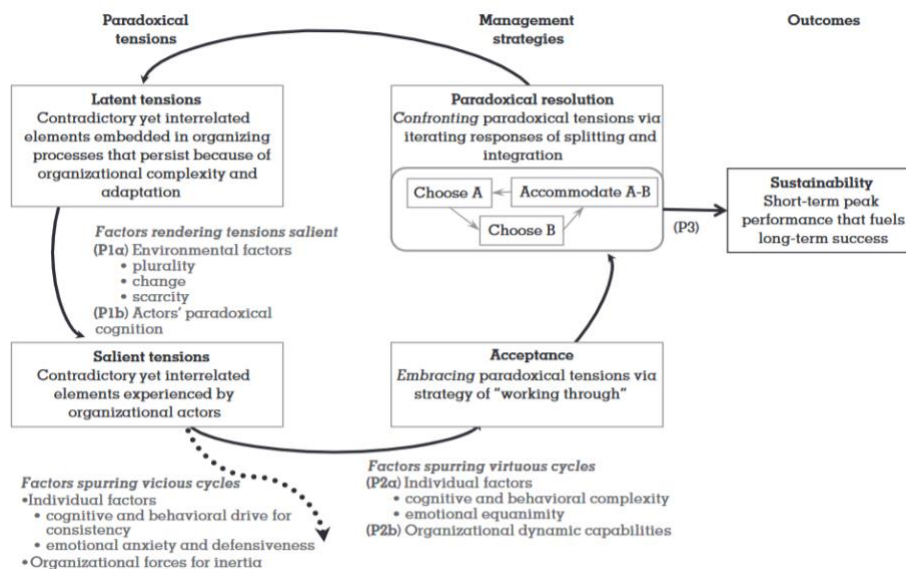 Paradoxical
tensions
Management
strategies
Outcomes
Latent tensions
Contradictory yet interrelated
elements embedded in organizing
processes that persist because of
organizational complexity and
adaptation
Paradoxical resolution
Confronting paradoxical tensions via
iterating responses of splitting and
integration
Choose A
Accommodate A-B
Choose B
(P3)
Sustainability
Short-term peak
performance that fuels
long-term success
Factors rendering tensions salient
(P1a) Environmental factors
• plurality
• change
• scarcity
(P1b) Actors' paradoxical
cognition
Salient tensions
Contradictory yet interrelated
elements experienced by
organizational actors
Acceptance
Embracing paradoxical tensions via
strategy of "working through"
Factors spurring vicious cycles
•Individual factors
• cognitive and behavioral drive for
consistency
• emotional anxiety and defensiveness
• Organizational forces for inertia
Factors spurring virtuous cycles
(P2a) Individual factors
• cognitive and behavioral complexity
• emotional equanimity
(P2b) Organizational dynamic capabilities